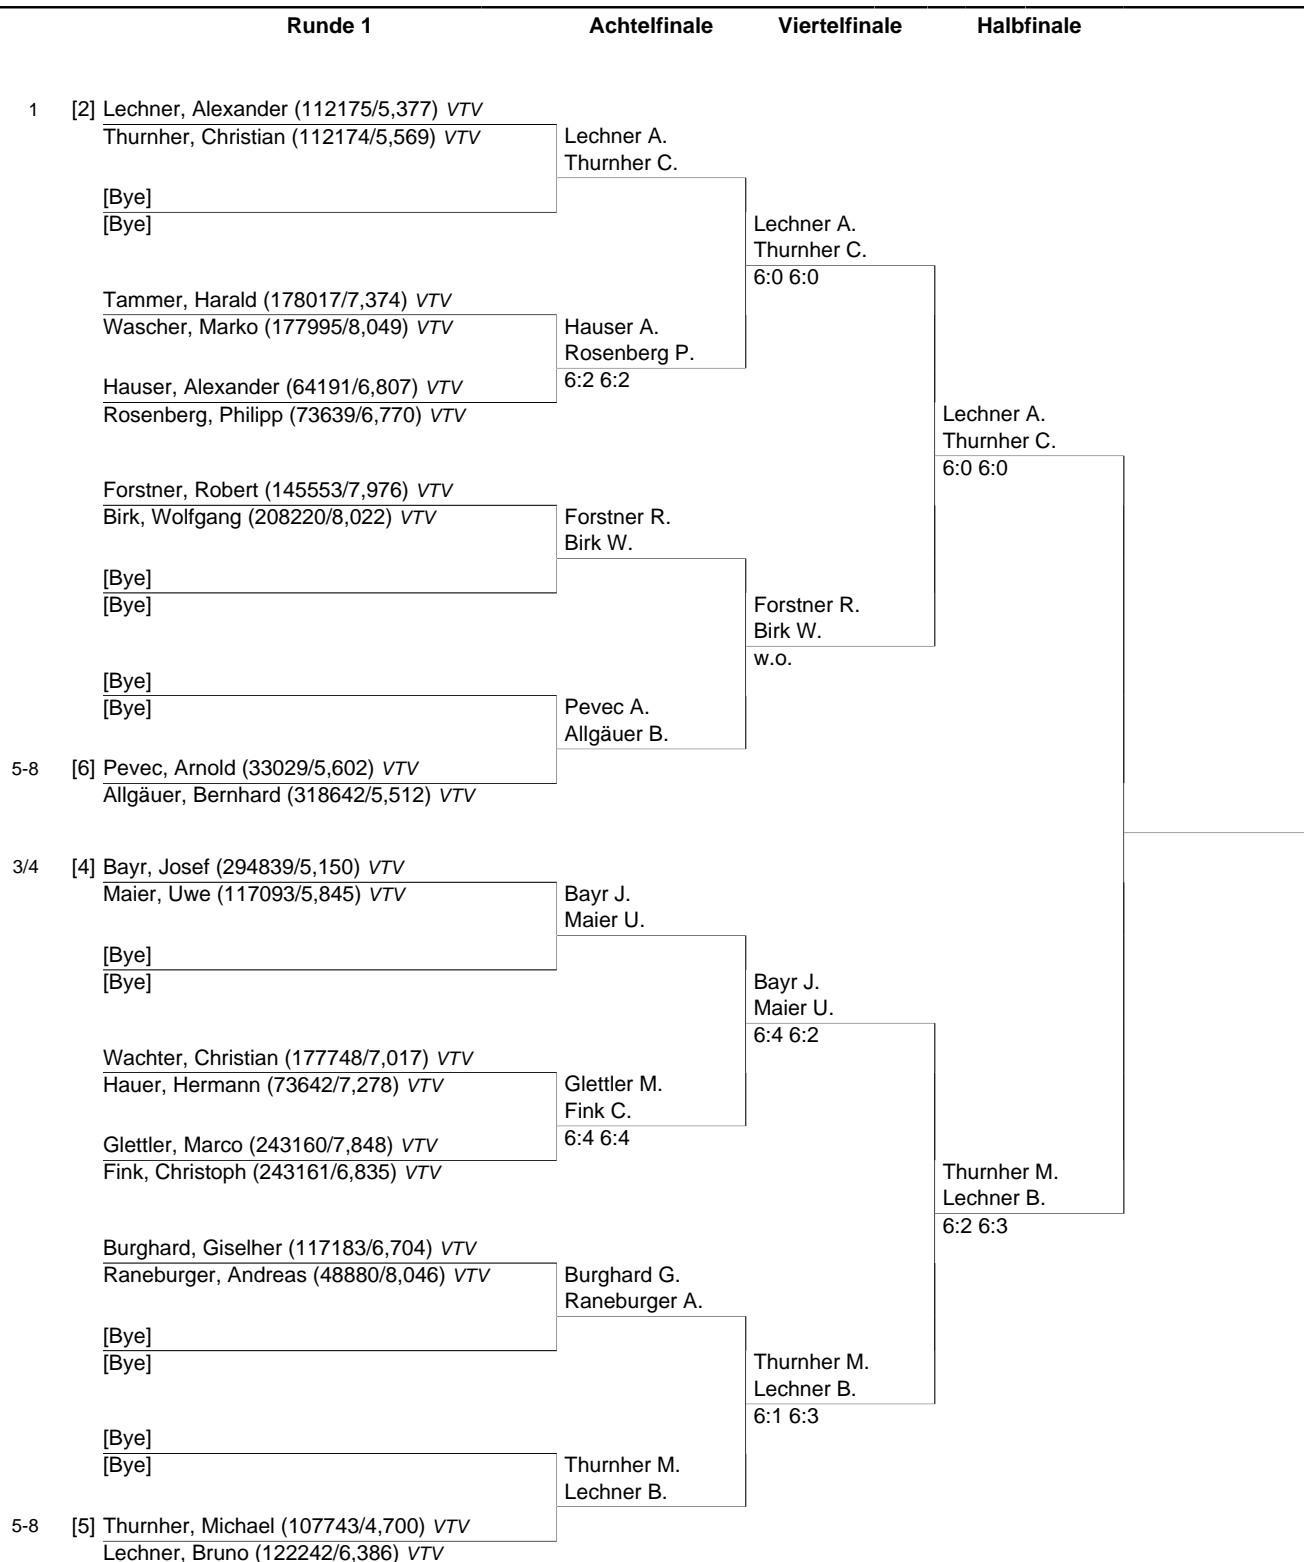 Runde 1 Achtelfinale Viertelfinale Halbfinale
1 [2] Lechner, Alexander (112175/5,377) VTV
Thurnher, Christian (112174/5,569) VTV
Lechner A.
Thurnher C.
[Bye]
[Bye]
Lechner A.
Thurnher C.
6:0 6:0
Tammer, Harald (178017/7,374) VTV
Wascher, Marko (177995/8,049) VTV
Hauser A.
Rosenberg P.
6:2 6:2
Hauser, Alexander (64191/6,807) VTV
Rosenberg, Philipp (73639/6,770) VTV
Lechner A.
Thurnher C.
6:0 6:0
Forstner, Robert (145553/7,976) VTV
Birk, Wolfgang (208220/8,022) VTV
Forstner R.
Birk W.
[Bye]
[Bye]
Forstner R.
Birk W.
w.o.
[Bye]
[Bye]
Pevec A.
Allgäuer B.
5-8 [6] Pevec, Arnold (33029/5,602) VTV
Allgäuer, Bernhard (318642/5,512) VTV
3/4 [4] Bayr, Josef (294839/5,150) VTV
Maier, Uwe (117093/5,845) VTV
Bayr J.
Maier U.
[Bye]
[Bye]
Bayr J.
Maier U.
6:4 6:2
Wachter, Christian (177748/7,017) VTV
Hauer, Hermann (73642/7,278) VTV
Glettler M.
Fink C.
6:4 6:4
Glettler, Marco (243160/7,848) VTV
Fink, Christoph (243161/6,835) VTV
Thurnher M.
Lechner B.
6:2 6:3
Burghard, Giselher (117183/6,704) VTV
Raneburger, Andreas (48880/8,046) VTV
Burghard G.
Raneburger A.
[Bye]
[Bye]
Thurnher M.
Lechner B.
6:1 6:3
[Bye]
[Bye]
Thurnher M.
Lechner B.
5-8 [5] Thurnher, Michael (107743/4,700) VTV
Lechner, Bruno (122242/6,386) VTV